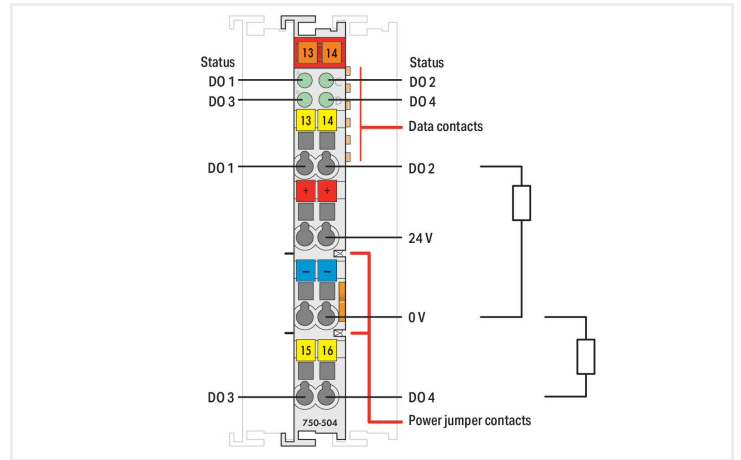 13 14
Status
Status
DO 1
DO 2
DO 3
DO 4
13 14
Data contacts
DO 1
DO 2
+ +
24 V
− −
0 V
15 16
DO 3
DO 4
750-504
Power jumper contacts